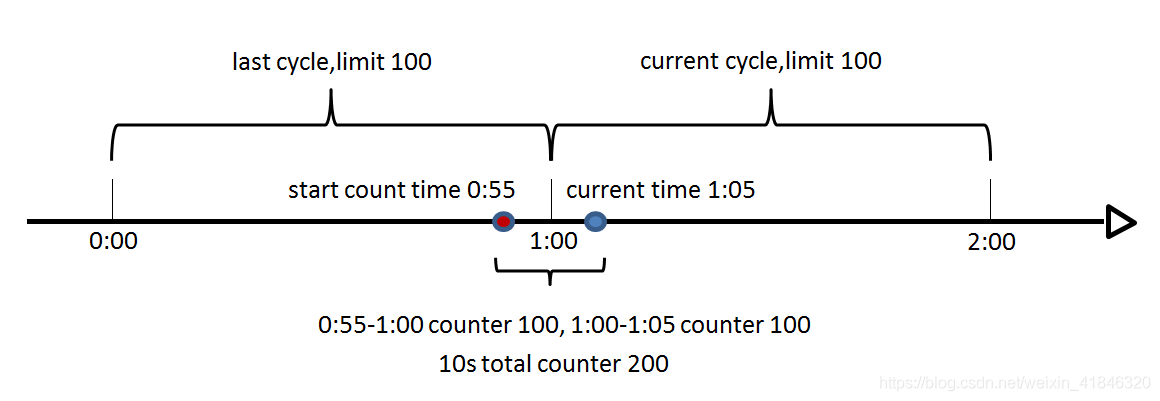 last cycle,limit 100
current cycle,limit 100
start count time 0:55
current time 1:05
0:00
1:00
2:00
0:55-1:00 counter 100, 1:00-1:05 counter 100
10s total counter 200
https://blog.csdn.net/weixin_41846320